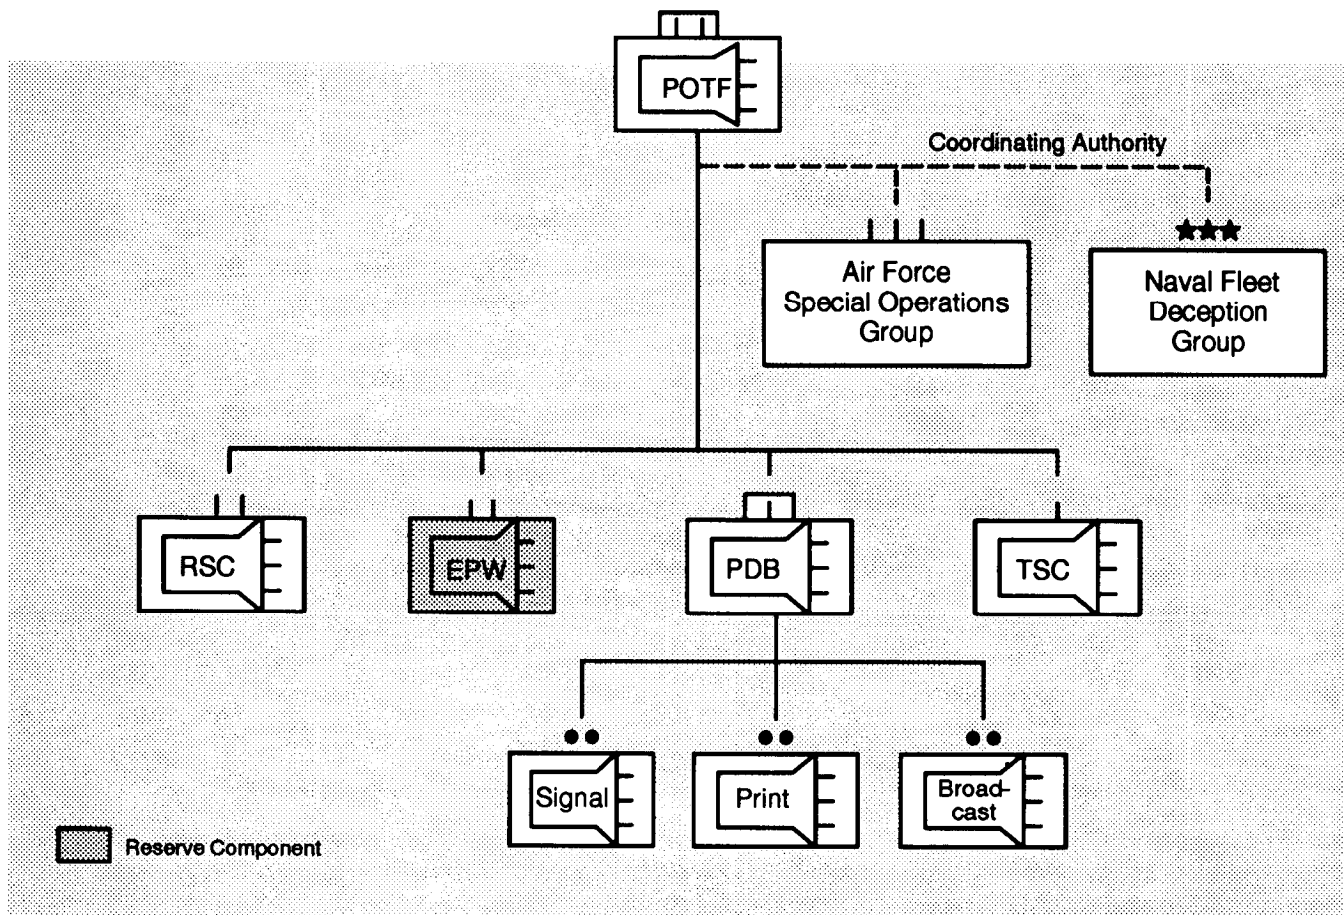 POTF
Coordinating Authority
Air Force
Special Operations
Group
Naval Fleet
Deception
Group
RSC
EPW
PDB
TSC
Signal
Print
Broad-
cast
Reserve Component